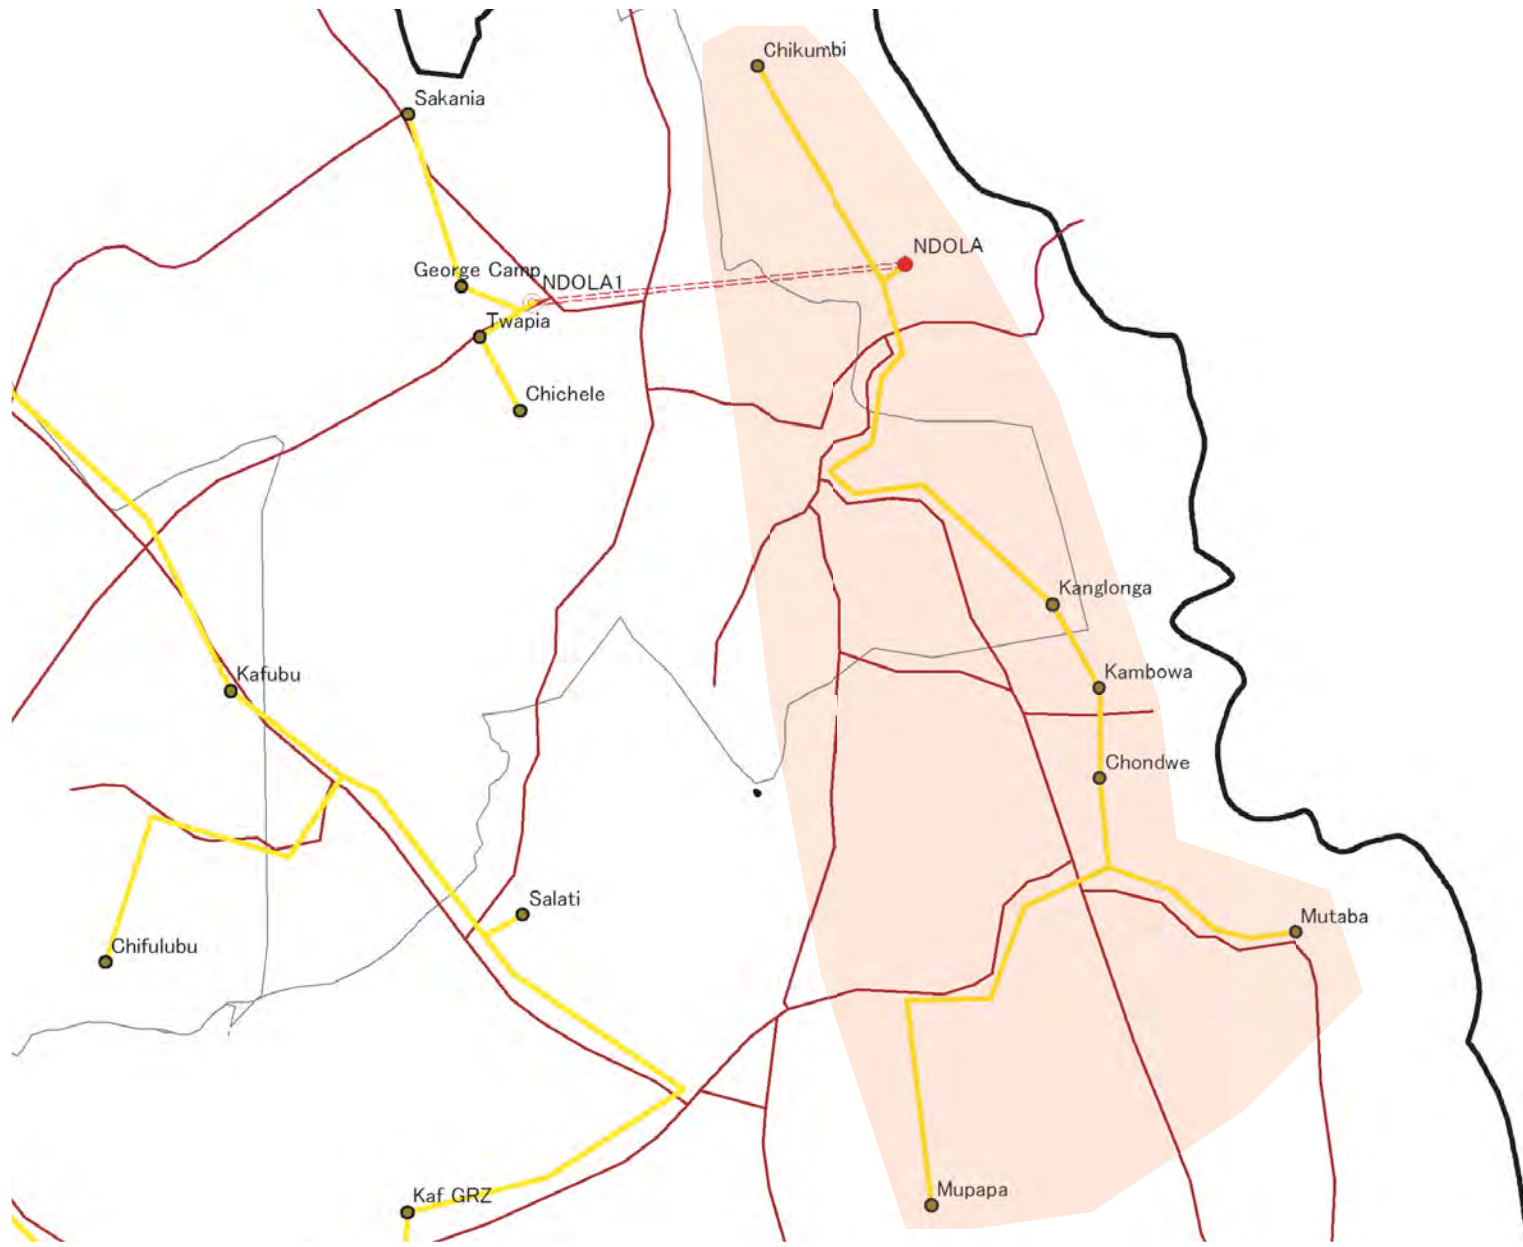 Chikumbi
Sakania
NDOLA
George Camp
NDOLA1
Twapia
Chichele
Kanglonga
Kafubu
Kambowa
Chondwe
Salati
Mutaba
Chifulubu
Mupapa
Kaf GRZ